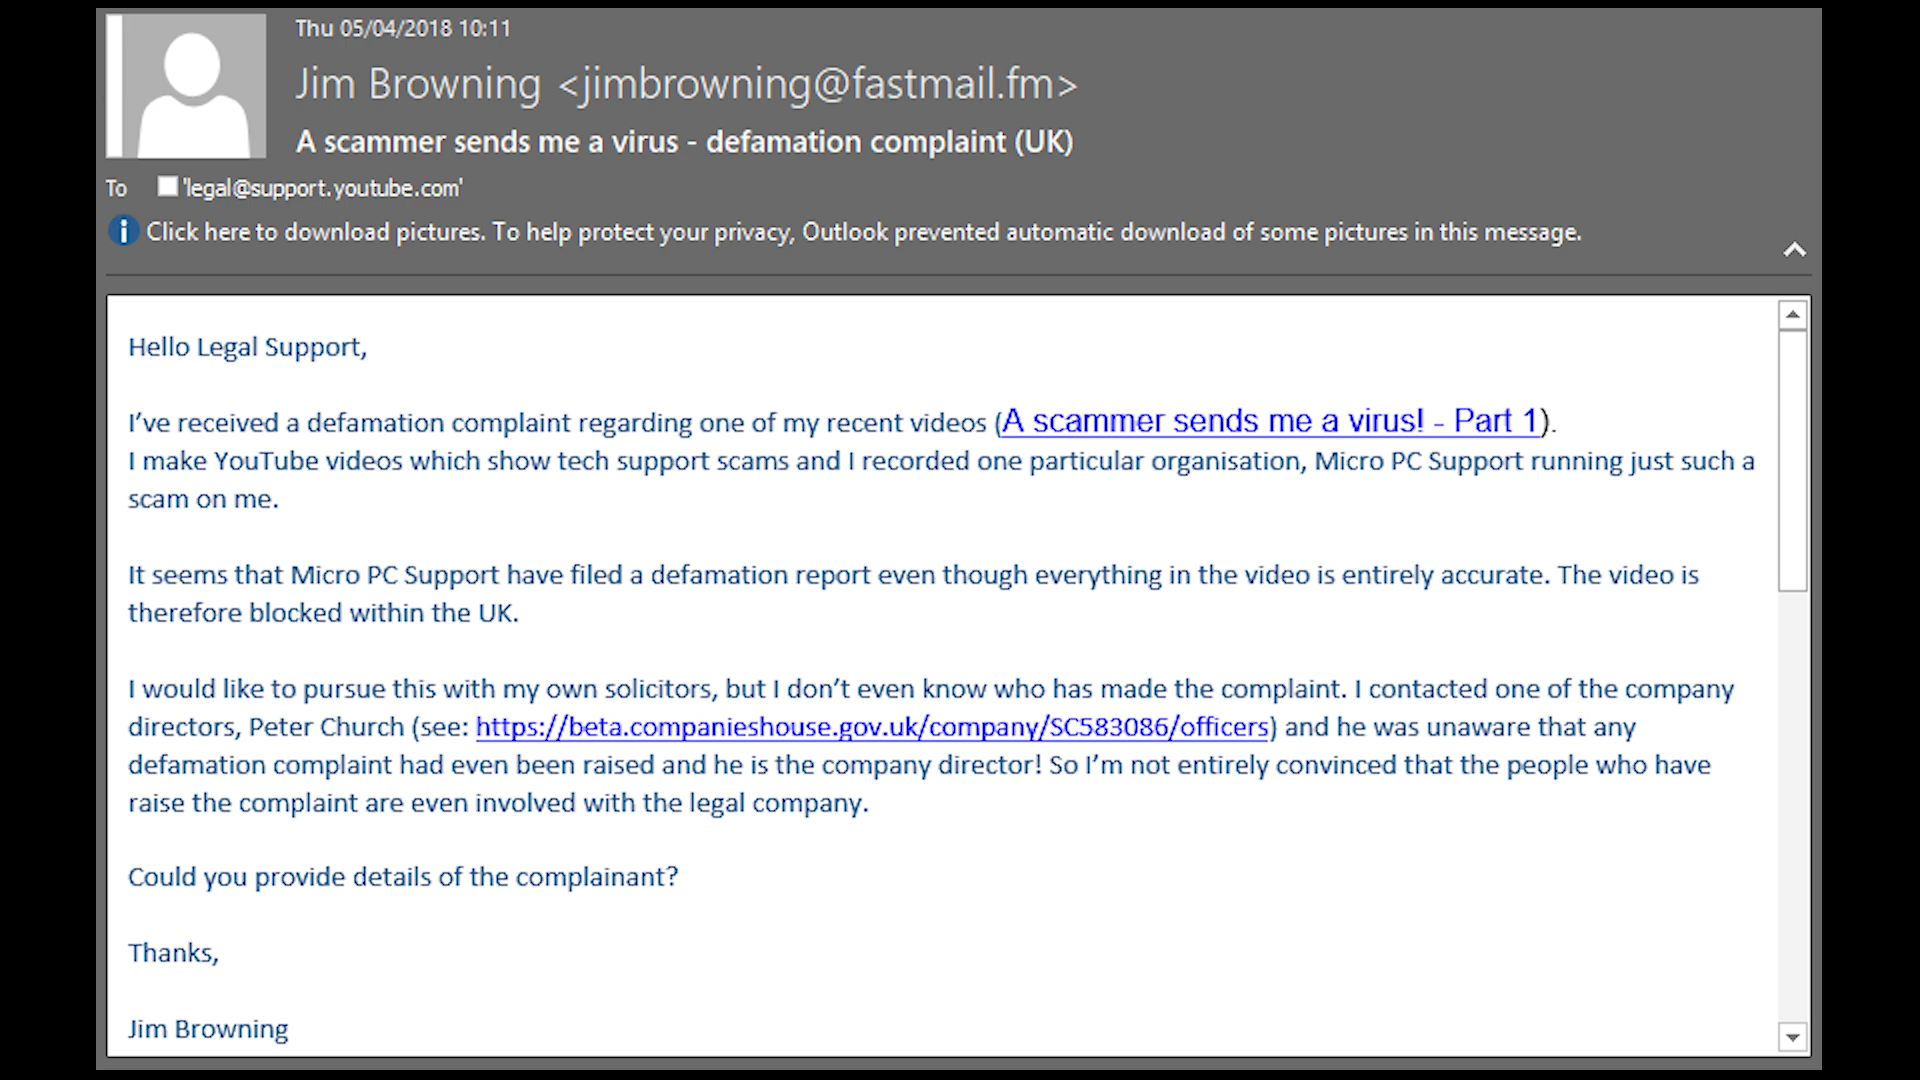 Thu 05/04/2018 10:11
Jim Browning <jimbrowning@fastmail.fm>
A scammer sends me a virus - defamation complaint (UK)
To 'legal@support.youtube.com'
Click here to download pictures. To help protect your privacy, Outlook prevented automatic download of some pictures in this message.
Hello Legal Support,
I've received a defamation complaint regarding one of my recent videos (A scammer sends me a virus! - Part 1).
I make YouTube videos which show tech support scams and I recorded one particular organisation, Micro PC Support running just such a
scam on me.
It seems that Micro PC Support have filed a defamation report even though everything in the video is entirely accurate. The video is
therefore blocked within the UK.
I would like to pursue this with my own solicitors, but I don't even know who has made the complaint. I contacted one of the company
directors, Peter Church (see: https://beta.companieshouse.gov.uk/company/SC583086/officers) and he was unaware that any
defamation complaint had even been raised and he is the company director! So I'm not entirely convinced that the people who have
raise the complaint are even involved with the legal company.
Could you provide details of the complainant?
Thanks,
Jim Browning